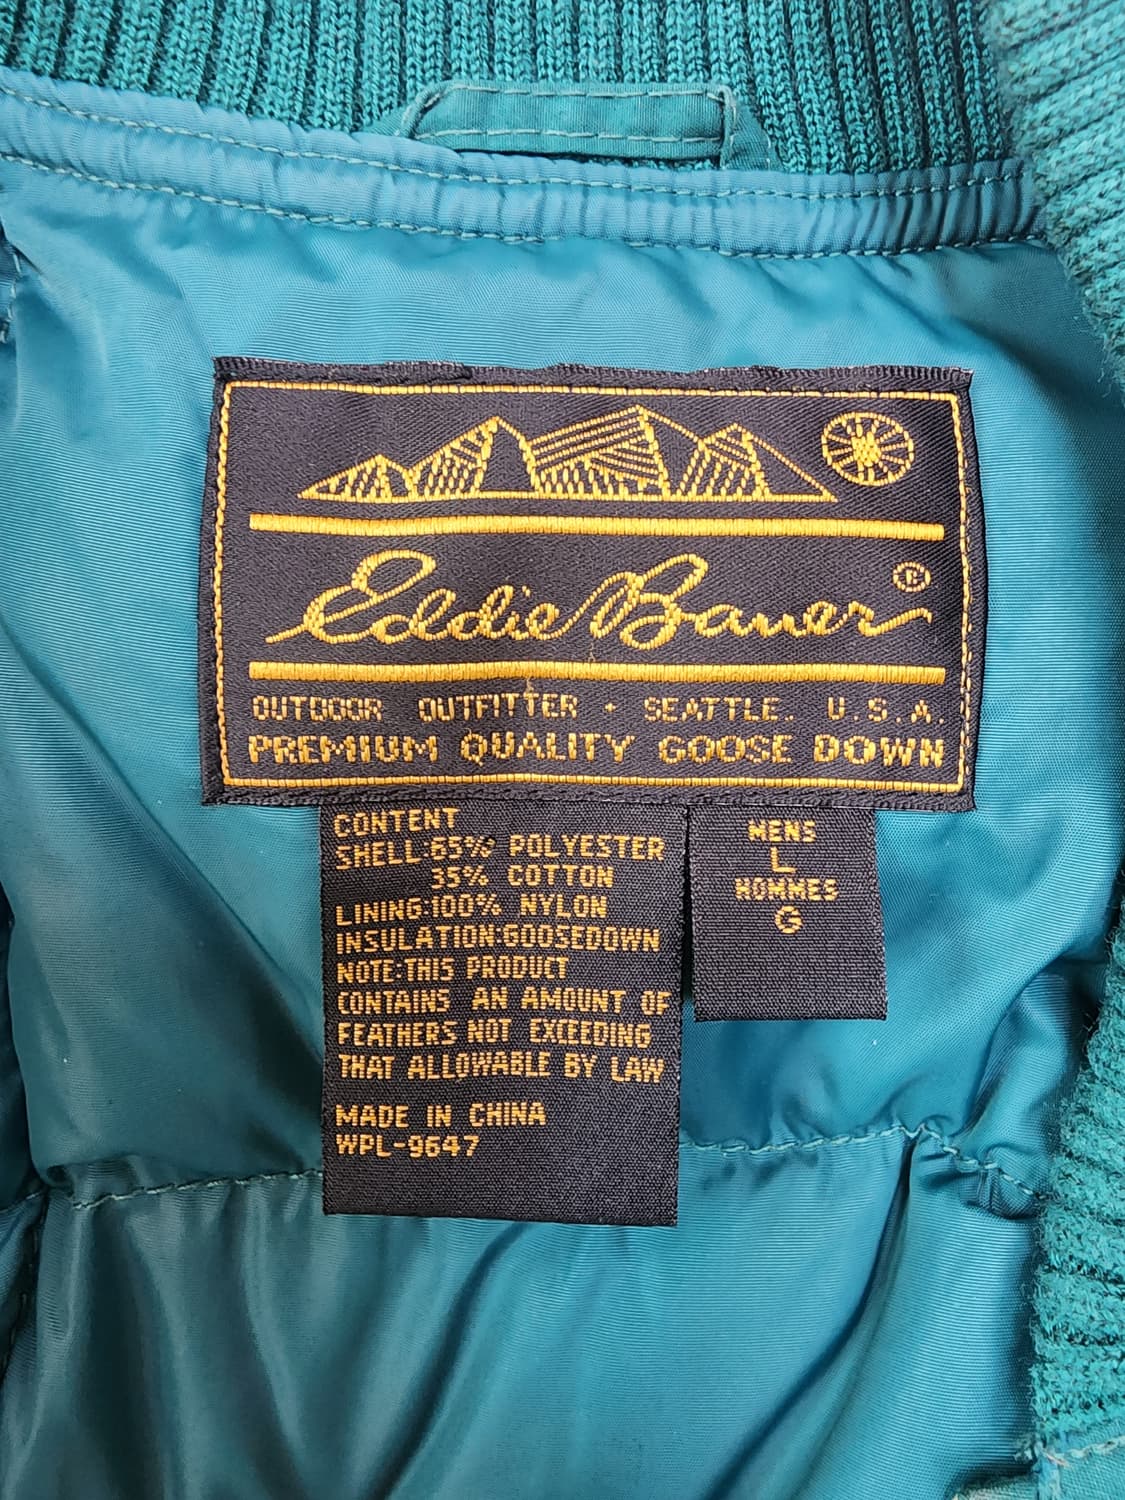 Eddie Bauer ©
OUTDOOR OUTFITTER • SEATTLE. U.S.A.
PREMIUM QUALITY GOOSE DOWN
CONTENT
SHELL:65% POLYESTER
35% COTTON
LINING:100% NYLON
INSULATION:GOOSEDOWN
NOTE:THIS PRODUCT
CONTAINS AN AMOUNT OF
FEATHERS NOT EXCEEDING
THAT ALLOWABLE BY LAW
MADE IN CHINA
WPL-9647
MENS
L
HOMMES
G